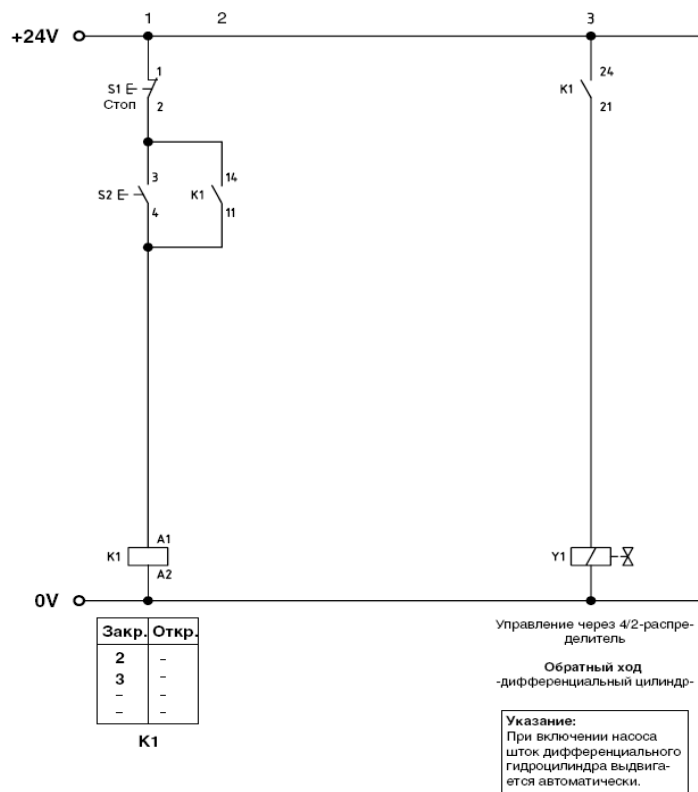 1 2 3
+24V
1
S1
Стоп
2
24
K1
21
3
S2
4
14
K1
11
A1
K1
A2
Y1
0V
Закр. Откр.
2 -
3 -
- -
- -
K1
Управление через 4/2-распре-
делитель
Обратный ход
-дифференциальный цилиндр-
Указание:
При включении насоса
шток дифференциального
гидроцилиндра выдвига-
ется автоматически.